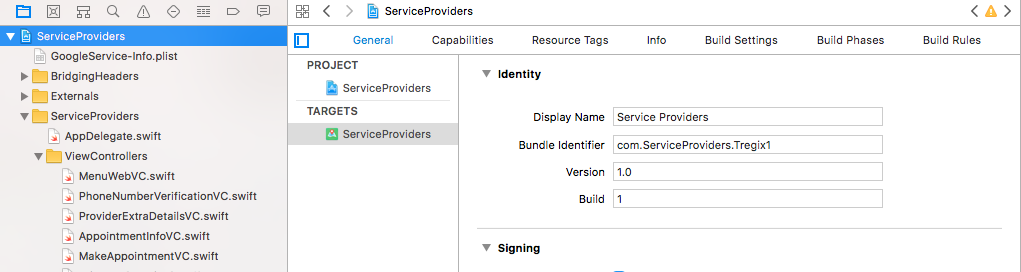 ServiceProviders
General Capabilities Resource Tags Info Build Settings Build Phases Build Rules
ServiceProviders
GoogleService-Info.plist
BridgingHeaders
Externals
ServiceProviders
AppDelegate.swift
ViewControllers
MenuWebVC.swift
PhoneNumberVerificationVC.swift
ProviderExtraDetailsVC.swift
AppointmentInfoVC.swift
MakeAppointmentVC.swift
PROJECT
ServiceProviders
TARGETS
ServiceProviders
Identity
Display Name Service Providers
Bundle Identifier com.ServiceProviders.Tregix1
Version 1.0
Build 1
Signing